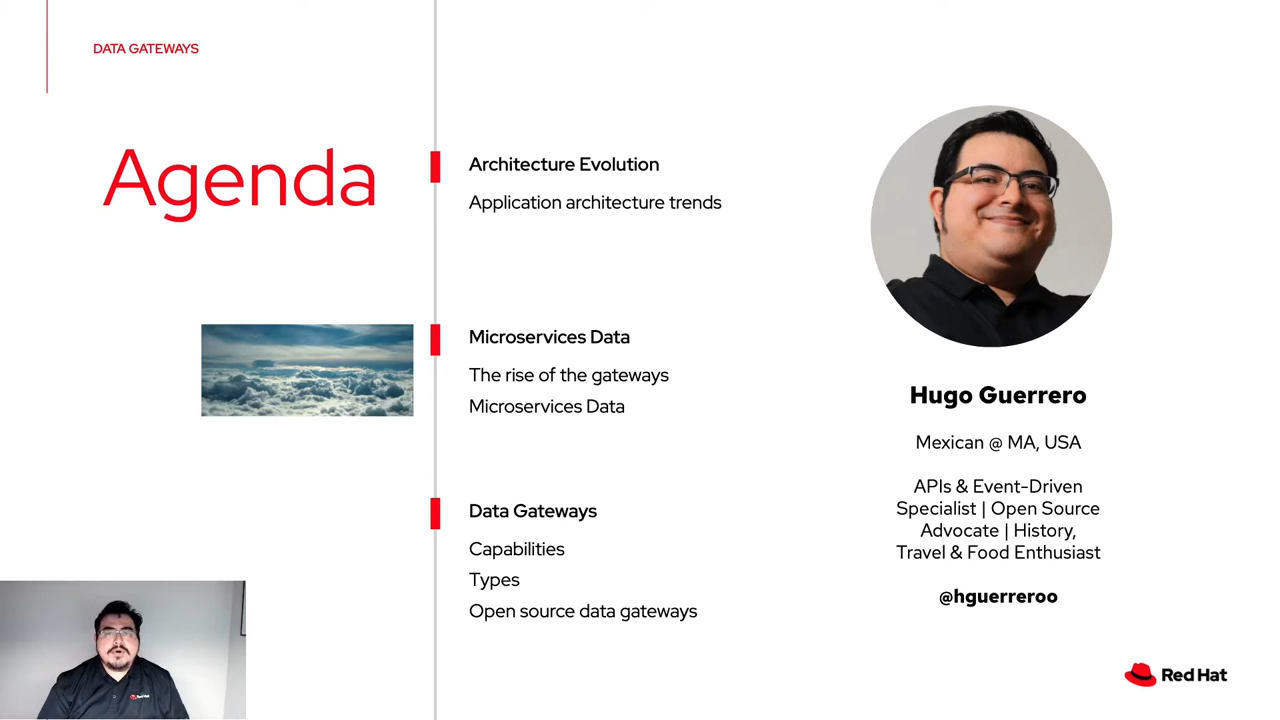 DATA GATEWAYS
Agenda
Architecture Evolution
Application architecture trends
Microservices Data
The rise of the gateways
Microservices Data
Data Gateways
Capabilities
Types
Open source data gateways
Hugo Guerrero
Mexican @ MA, USA
APIs & Event-Driven
Specialist | Open Source
Advocate | History,
Travel & Food Enthusiast
@hguerreroo
Red Hat
Red Hat